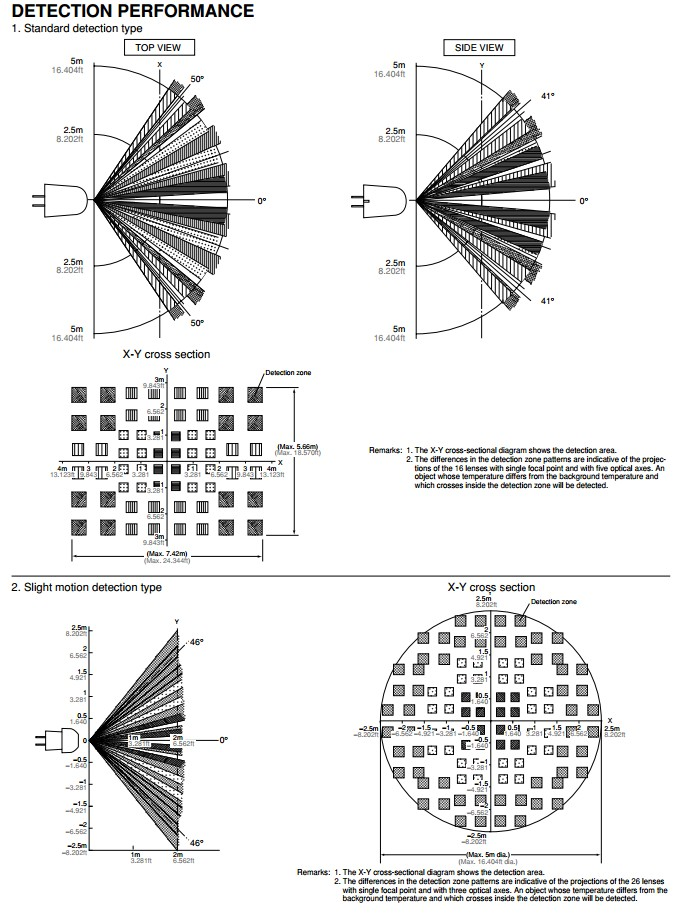 DETECTION PERFORMANCE
1. Standard detection type
TOP VIEW
SIDE VIEW
5m
16.404ft
X
50°
2.5m
8.202ft
0°
2.5m
8.202ft
5m
16.404ft
50°
5m
16.404ft
Y
41°
2.5m
8.202ft
0°
2.5m
8.202ft
5m
16.404ft
41°
X-Y cross section
Y
Detection zone
3m
9.843ft
2
6.562
1
3.281
(Max. 5.66m)
(Max. 18.570ft)
X
4m 3 2 1 1 2 3 4m
13.123ft 9.843 6.562 3.281 3.281 6.562 9.843 13.123ft
1
3.281
2
6.562
3m
9.843ft
(Max. 7.42m)
(Max. 24.344ft)
Remarks: 1. The X-Y cross-sectional diagram shows the detection area.
2. The differences in the detection zone patterns are indicative of the projec-
tions of the 16 lenses with single focal point and with five optical axes. An
object whose temperature differs from the background temperature and
which crosses inside the detection zone will be detected.
2. Slight motion detection type
Y
2.5m
8.202ft
2
6.562
1.5
4.921
1
3.281
0.5
1.640
0
−0.5
−1.640
−1
−3.281
−1.5
−4.921
−2
−6.562
−2.5m
−8.202ft
46°
1m
3.281ft
2m
6.562ft
0°
46°
1m
3.281ft
2m
6.562ft
X-Y cross section
2.5m
8.202ft
Detection zone
2
6.562
1.5
4.921
1
3.281
0.5
1.640
X
−2.5m −2 −1.5 −1 −0.5 0.5 1 1.5 2 2.5m
−8.202ft −6.562 −4.921 −3.281 −1.640 1.640 3.281 4.921 6.562 8.202ft
−0.5
−1.640
−1
−3.281
−1.5
−4.921
−2
−6.562
−2.5m
−8.202ft
(Max. 5m dia.)
(Max. 16.404ft dia.)
Remarks: 1. The X-Y cross-sectional diagram shows the detection area.
2. The differences in the detection zone patterns are indicative of the projections of the 26 lenses
with single focal point and with three optical axes. An object whose temperature differs from the
background temperature and which crosses inside the detection zone will be detected.